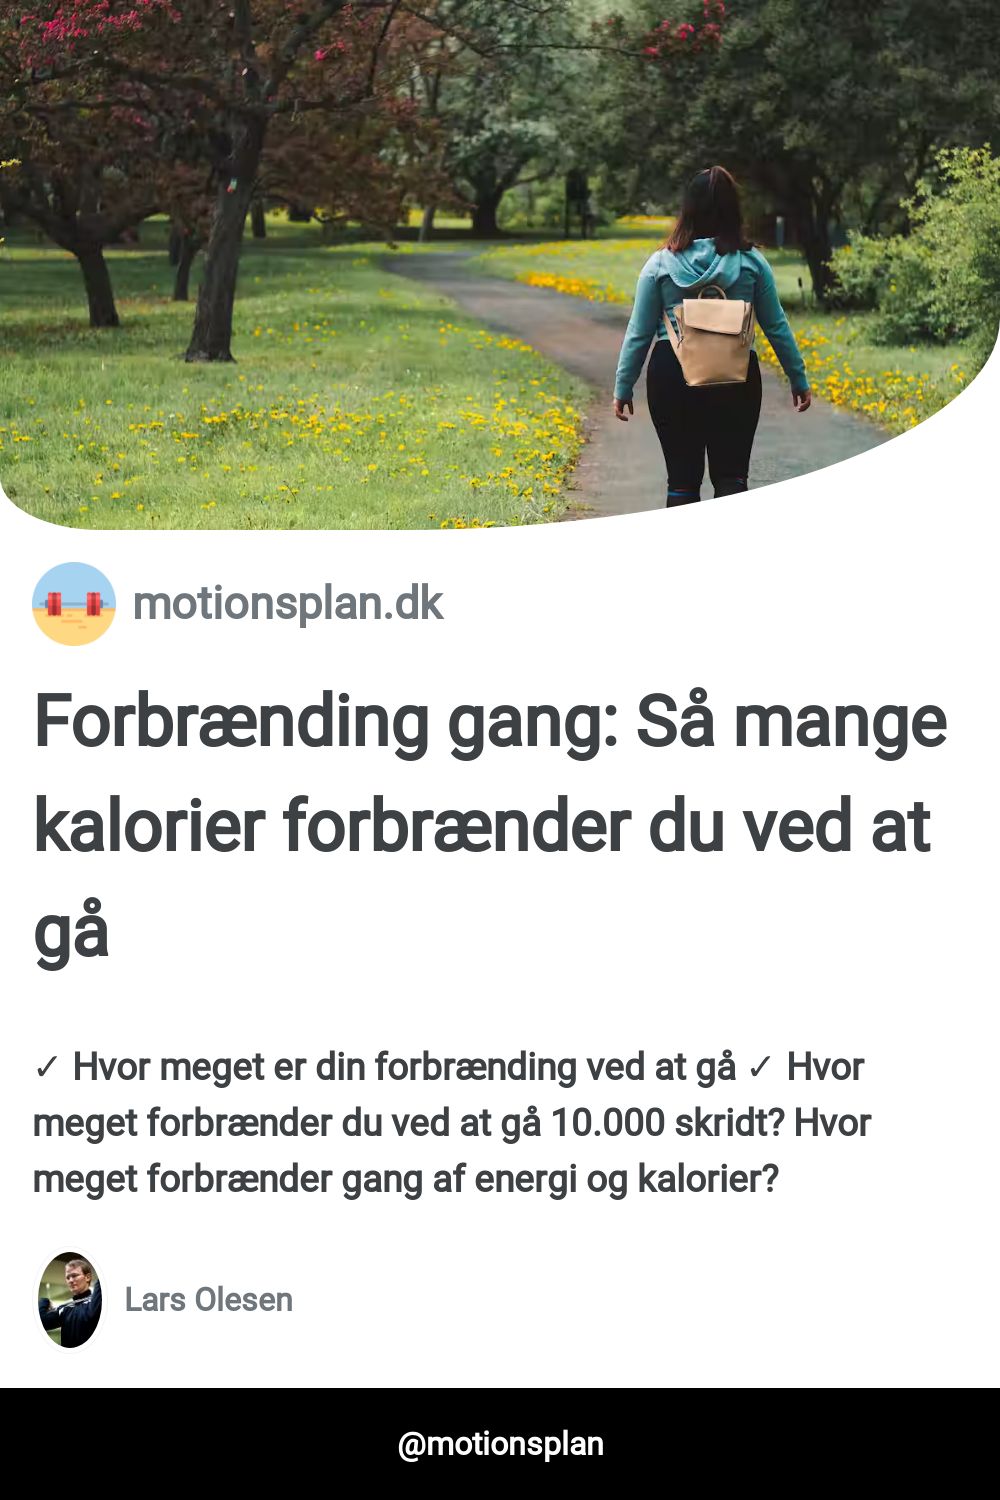 motionsplan.dk
Forbrænding gang: Så mange
kalorier forbrænder du ved at
gå
✓ Hvor meget er din forbrænding ved at gå ✓ Hvor
meget forbrænder du ved at gå 10.000 skridt? Hvor
meget forbrænder gang af energi og kalorier?
Lars Olesen
@motionsplan